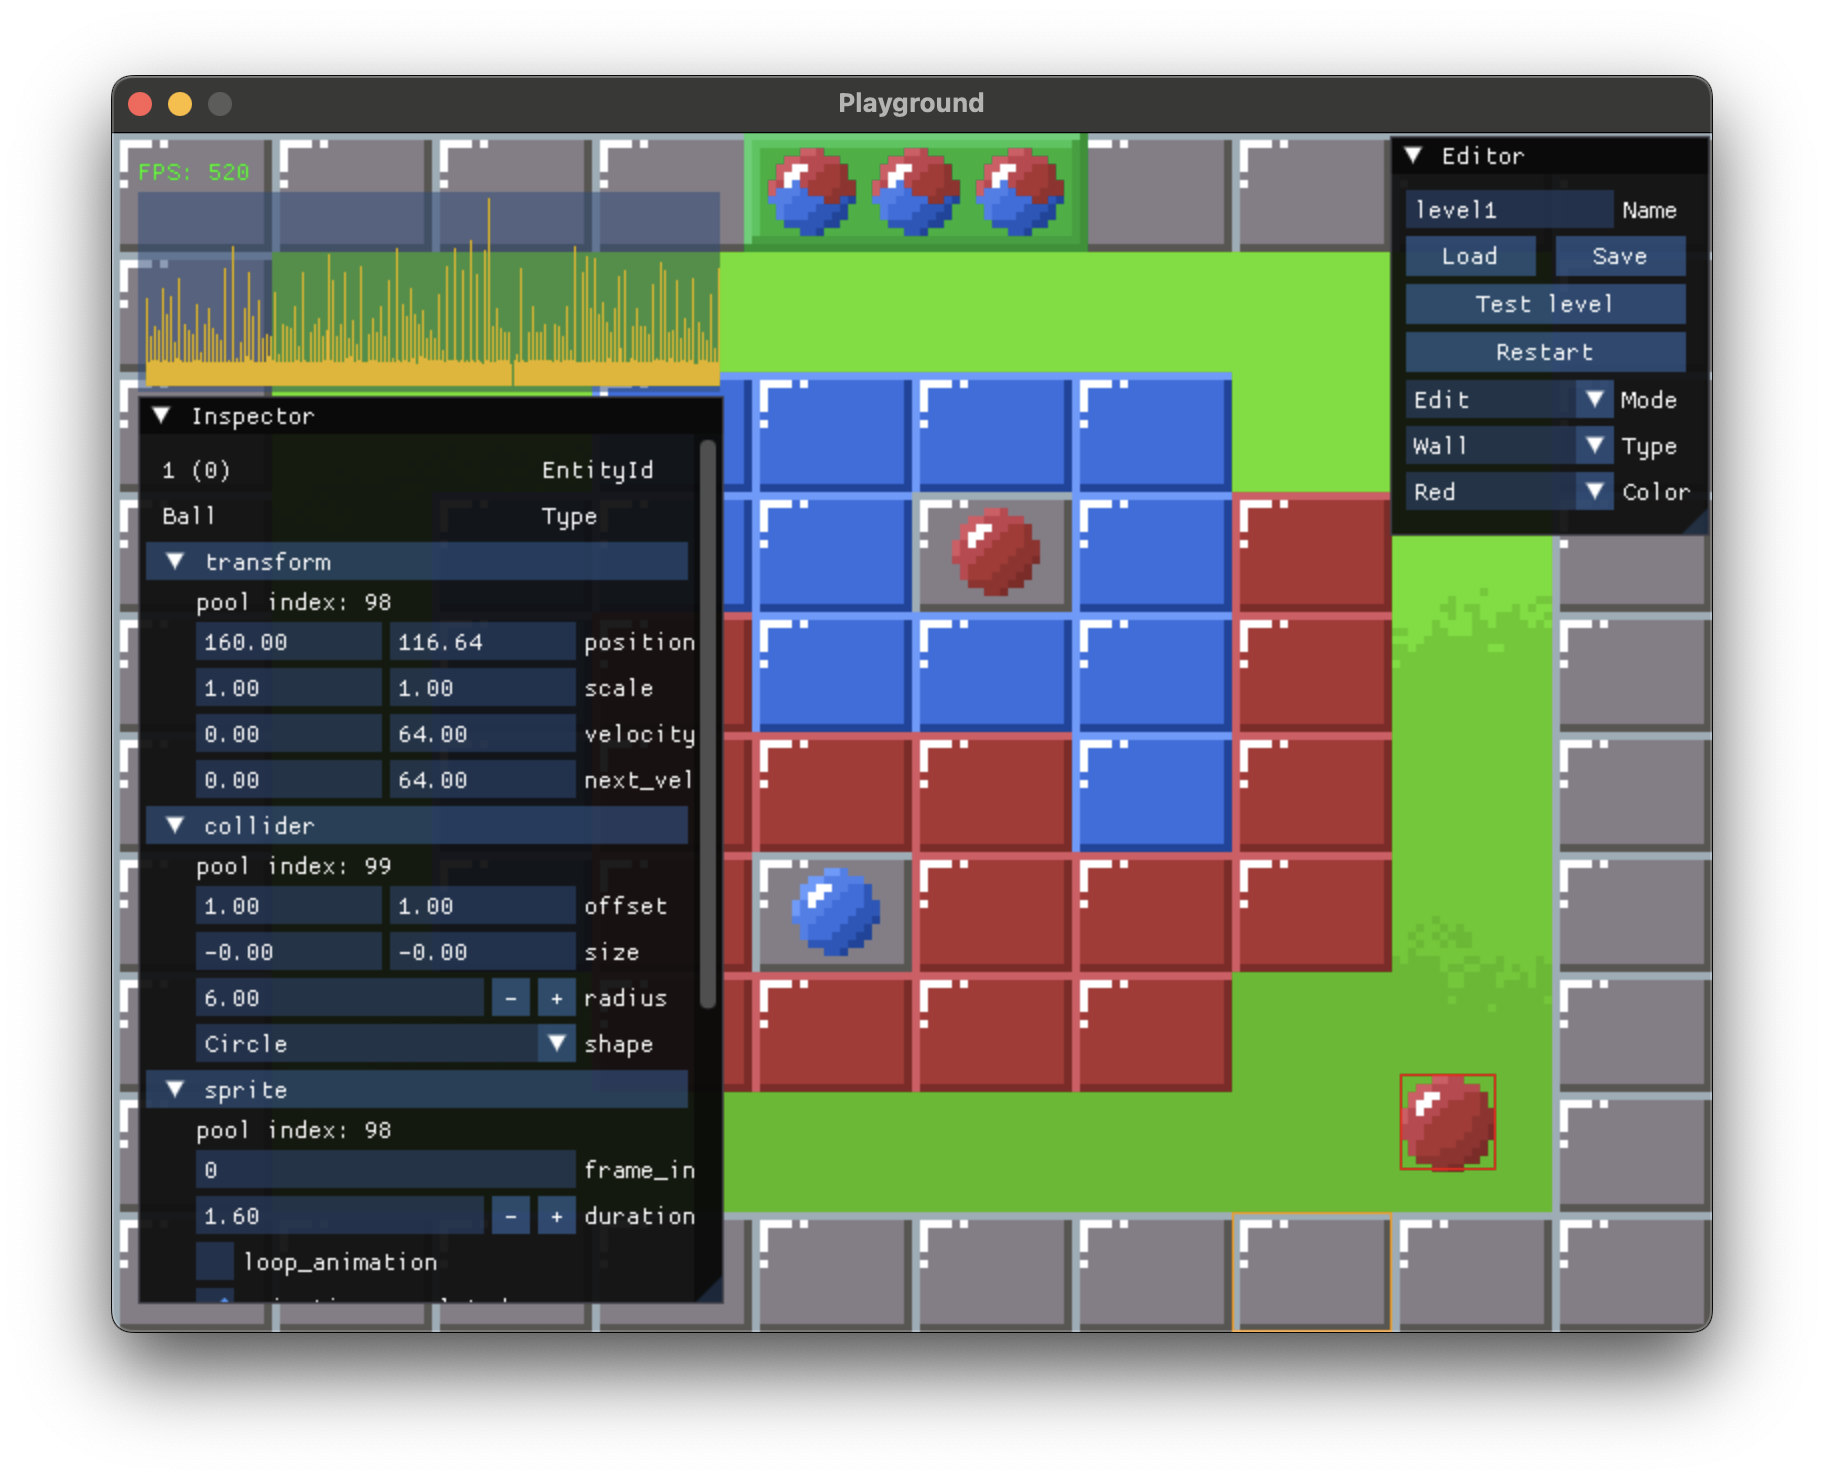 Playground
FPS: 520
Inspector
1 (0) EntityId
Ball Type
transform
pool index: 98
160.00 116.64 position
1.00 1.00 scale
0.00 64.00 velocity
0.00 64.00 next_vel
collider
pool index: 99
1.00 1.00 offset
-0.00 -0.00 size
6.00 - + radius
Circle shape
sprite
pool index: 98
0 frame_in
1.60 - + duration
loop_animation
Editor
level1 Name
Load Save
Test level
Restart
Edit Mode
Wall Type
Red Color